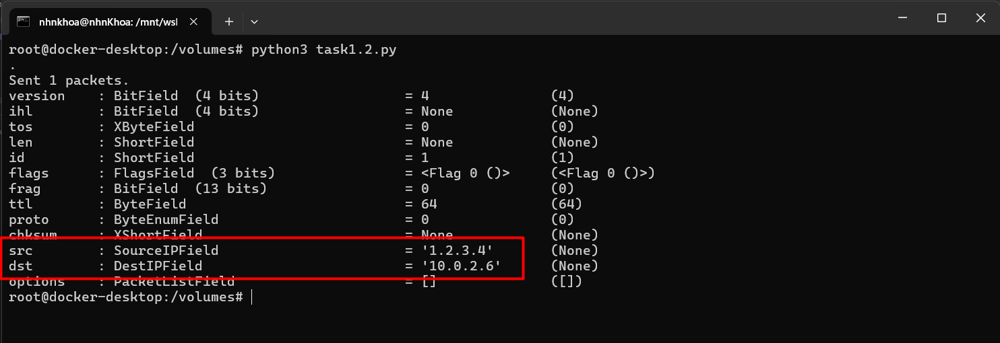 nhnkhoa@nhnKhoa: /mnt/wsl
root@docker-desktop:/volumes# python3 task1.2.py
.
Sent 1 packets.
version    : BitField  (4 bits)                  = 4               (4)
ihl        : BitField  (4 bits)                  = None            (None)
tos        : XByteField                          = 0               (0)
len        : ShortField                          = None            (None)
id         : ShortField                          = 1               (1)
flags      : FlagsField  (3 bits)                = <Flag 0 ()>     (<Flag 0 ()>)
frag       : BitField  (13 bits)                 = 0               (0)
ttl        : ByteField                           = 64              (64)
proto      : ByteEnumField                       = 0               (0)
chksum     : XShortField                         = None            (None)
src        : SourceIPField                       = '1.2.3.4'       (None)
dst        : DestIPField                         = '10.0.2.6'      (None)
options    : PacketListField                     = []              ([])
root@docker-desktop:/volumes#